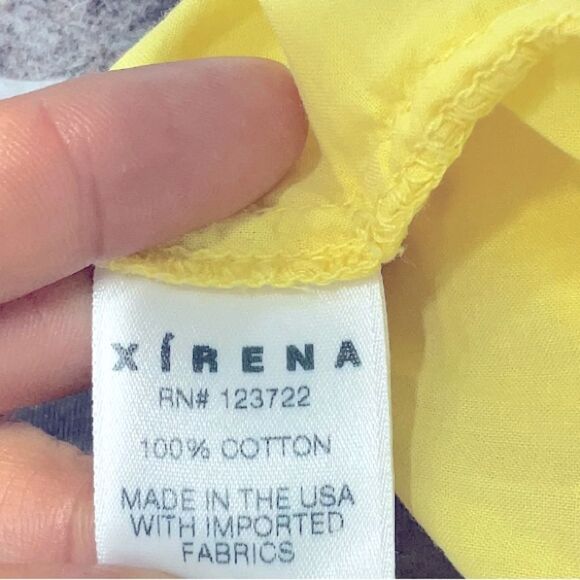 XÍRENA
RN# 123722
100% COTTON
MADE IN THE USA
WITH IMPORTED
FABRICS